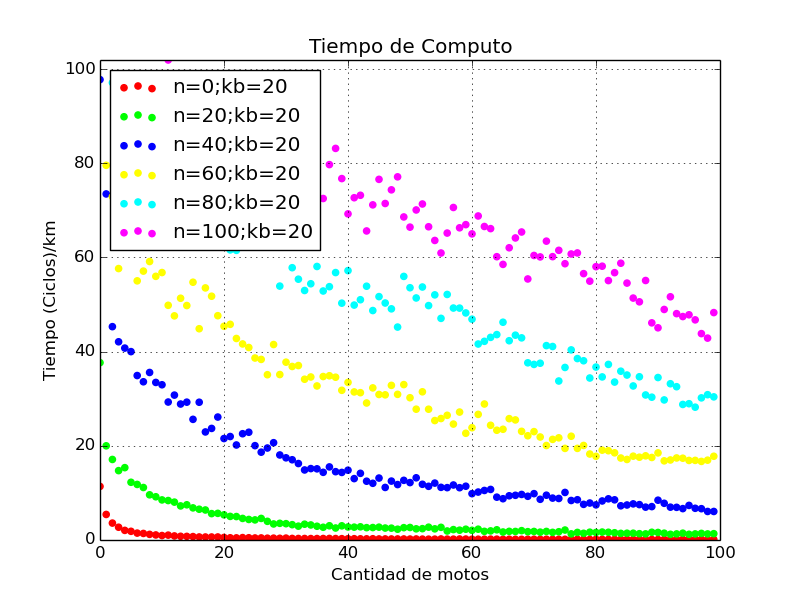 Tiempo de Computo
n=0;kb=20
n=20;kb=20
n=40;kb=20
n=60;kb=20
n=80;kb=20
n=100;kb=20
Tiempo (Ciclos)/km
100
80
60
40
20
0
0 20 40 60 80 100
Cantidad de motos